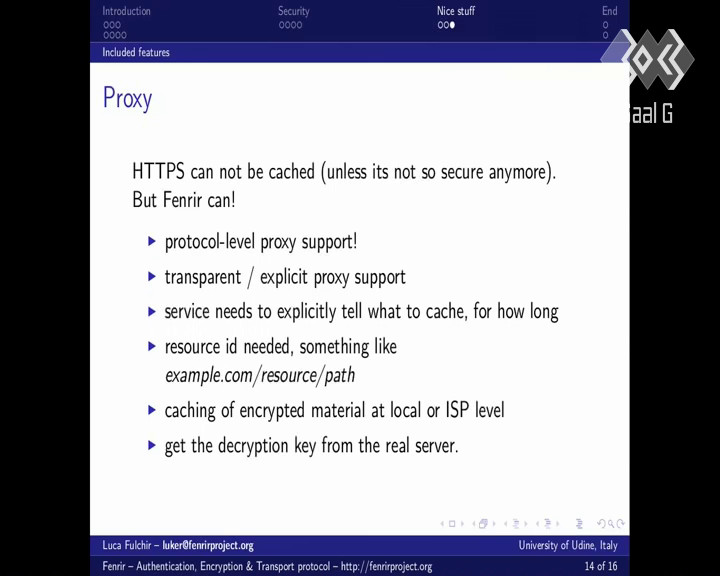 Introduction Security Nice stuff End
Included features
Proxy
aal G
HTTPS can not be cached (unless its not so secure anymore).
But Fenrir can!
protocol-level proxy support!
transparent / explicit proxy support
service needs to explicitly tell what to cache, for how long
resource id needed, something like
example.com/resource/path
caching of encrypted material at local or ISP level
get the decryption key from the real server.
Luca Fulchir – luker@fenrirproject.org University of Udine, Italy
Fenrir – Authentication, Encryption & Transport protocol – http://fenrirproject.org 14 of 16